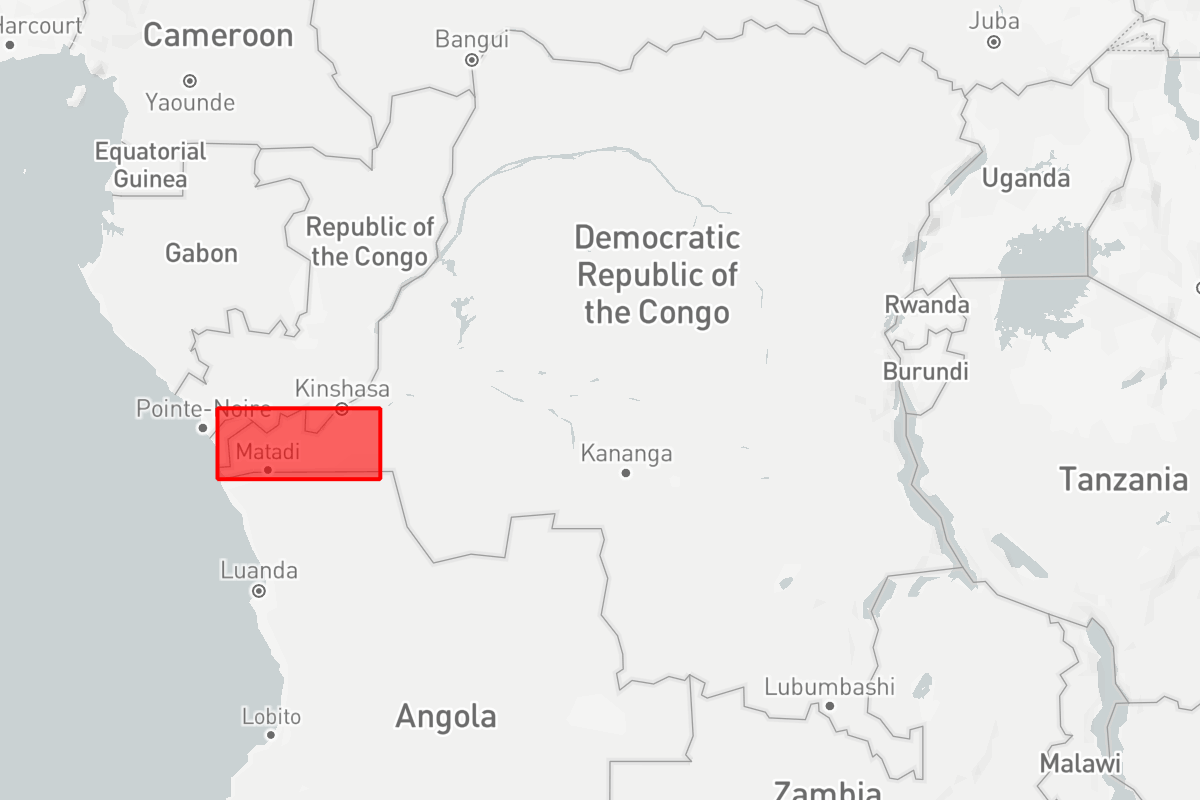 Harcourt
Cameroon
Bangui
Juba
Yaounde
Equatorial
Guinea
Uganda
Republic of
the Congo
Gabon
Democratic
Republic of
the Congo
Rwanda
Burundi
Kinshasa
Pointe-Noire
Matadi
Kananga
Tanzania
Luanda
Lubumbashi
Lobito
Angola
Malawi
Zambia